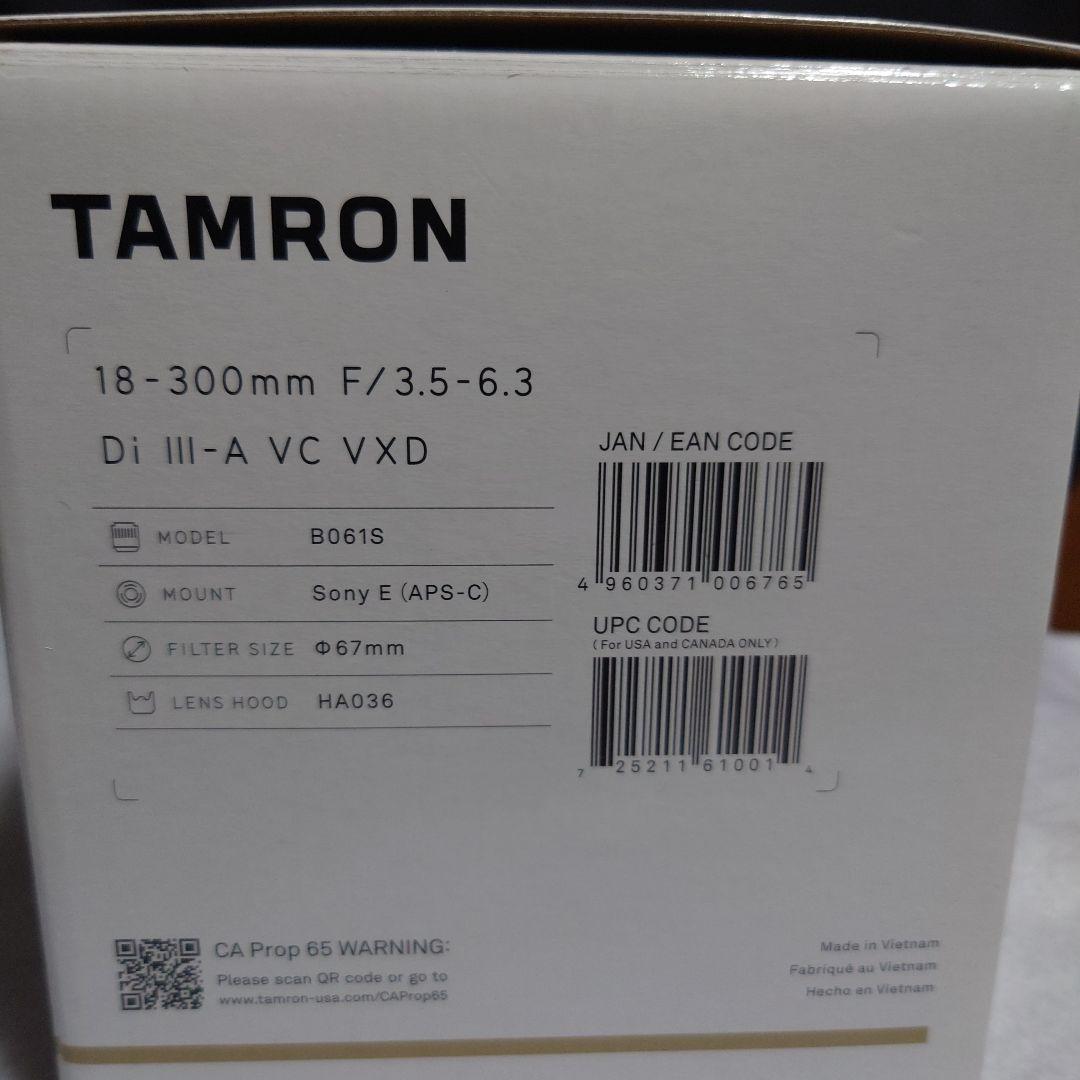 TAMRON
18-300mm F/3.5-6.3
Di III-A VC VXD
MODEL B061S
MOUNT Sony E (APS-C)
FILTER SIZE Φ67mm
LENS HOOD HA036
JAN / EAN CODE
4 960371 006765
UPC CODE
(For USA and CANADA ONLY)
7 25211 61001 4
CA Prop 65 WARNING:
Please scan QR code or go to
www.tamron-usa.com/CAProp65
Made in Vietnam
Fabriqué au Vietnam
Hecho en Vietnam